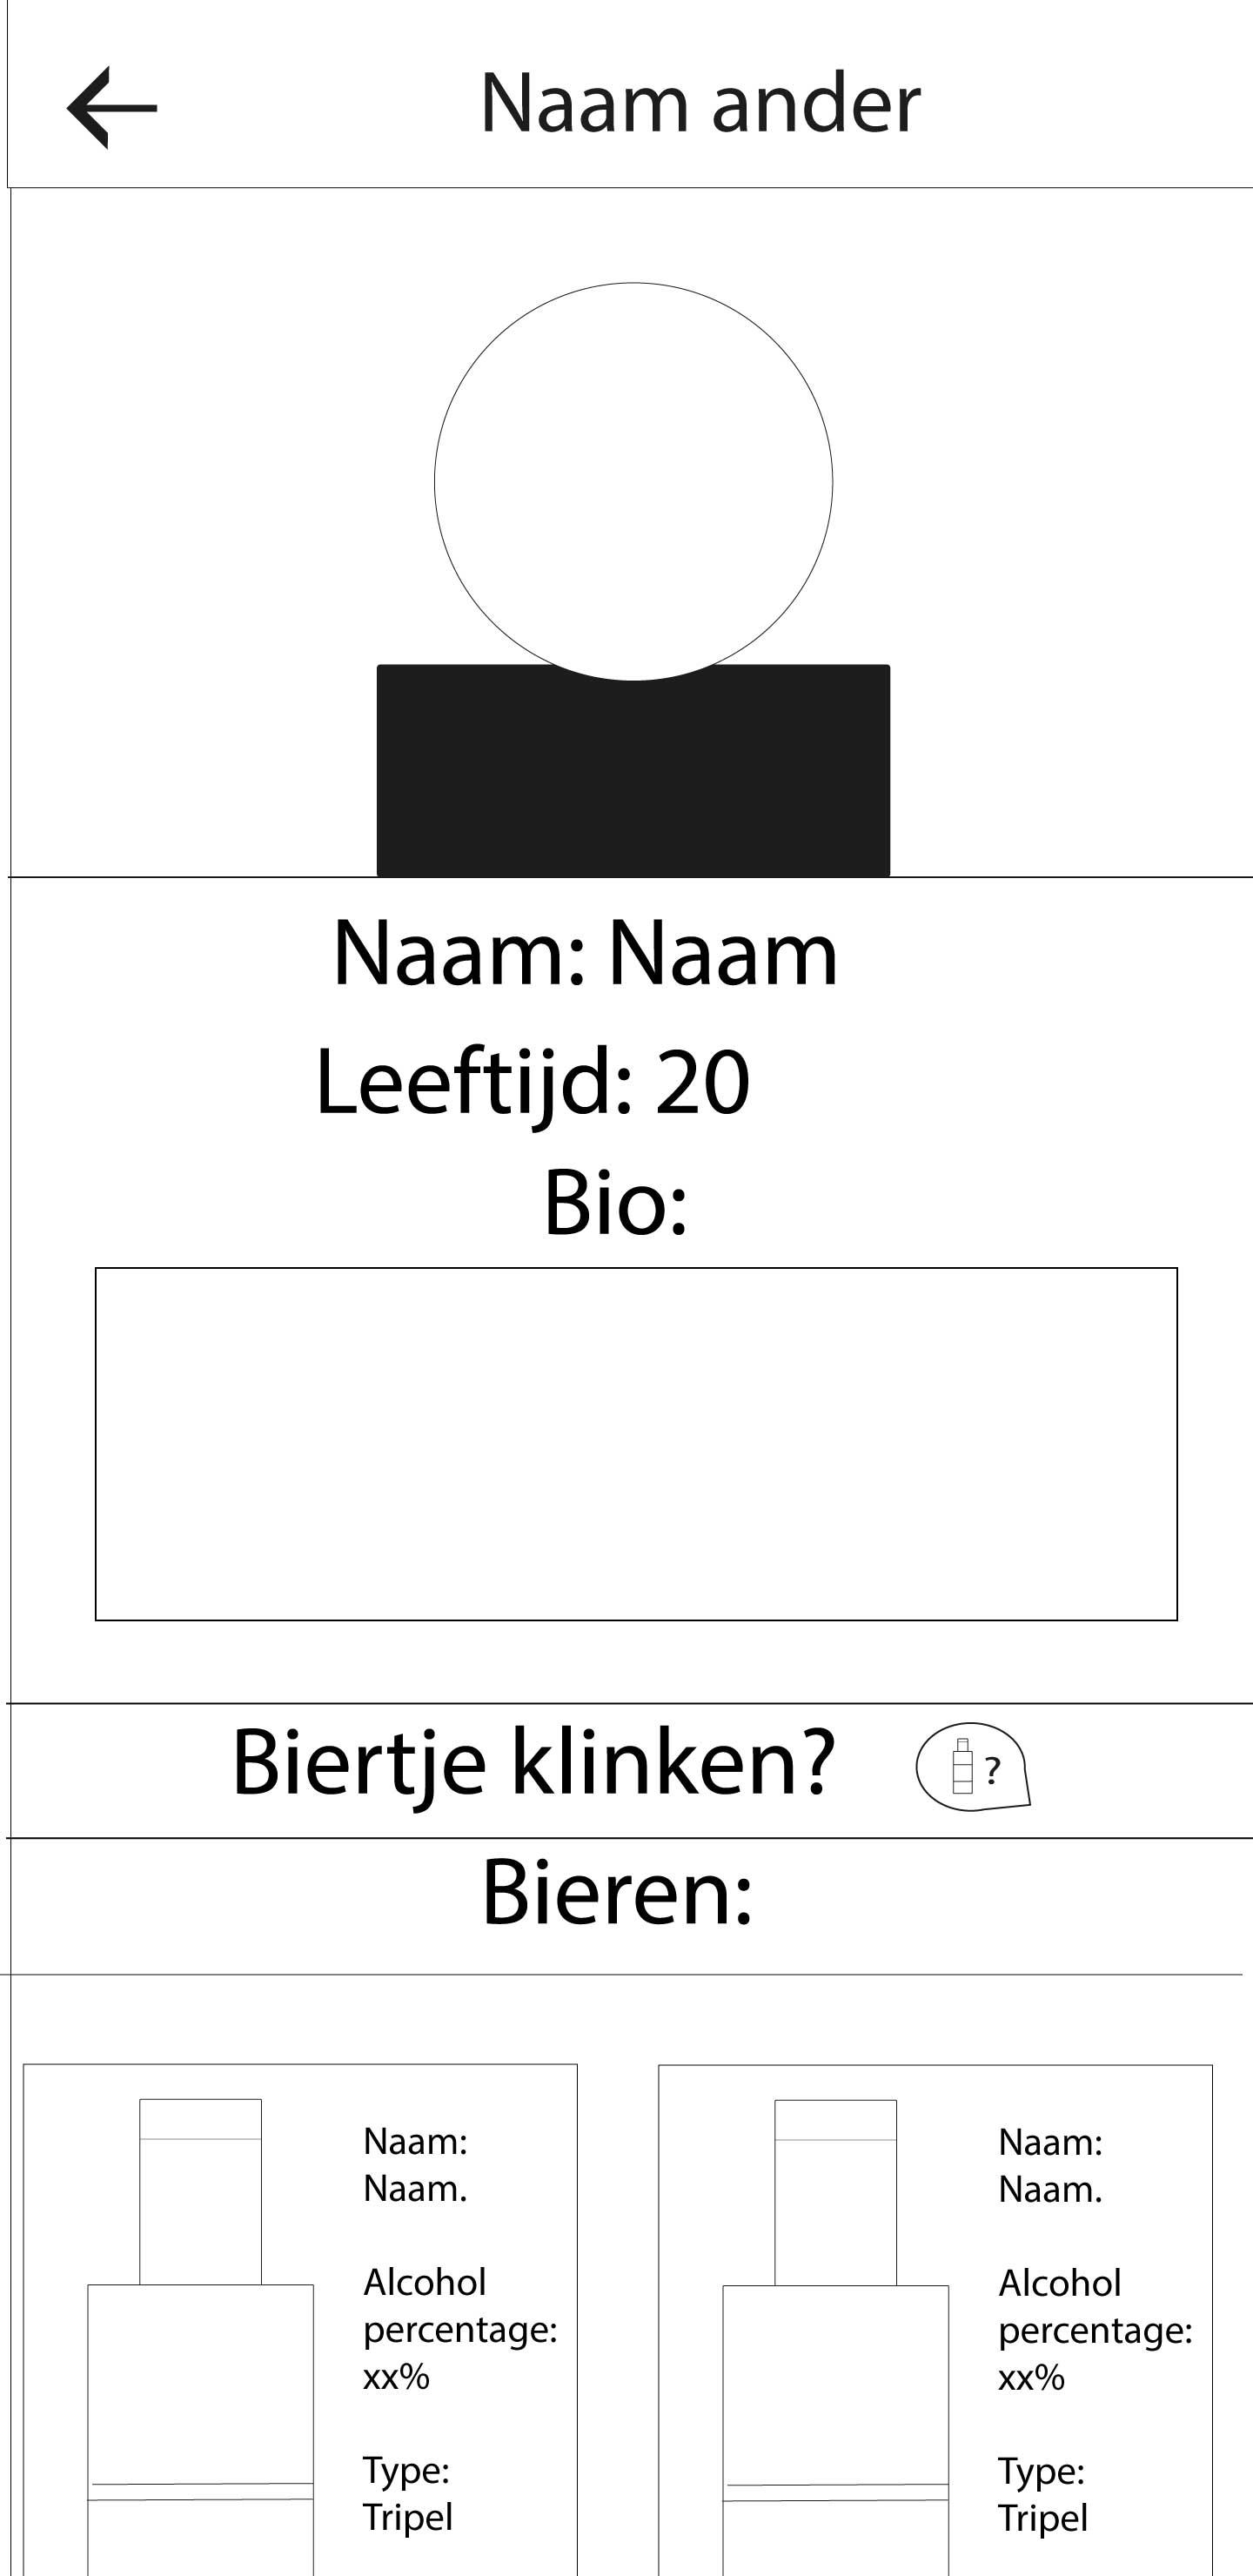 Naam ander
Naam: Naam
Leeftijd: 20
Bio:
Biertje klinken?
?
Bieren:
Naam:
Naam.
Alcohol
percentage:
xx%
Type:
Tripel
Naam:
Naam.
Alcohol
percentage:
xx%
Type:
Tripel